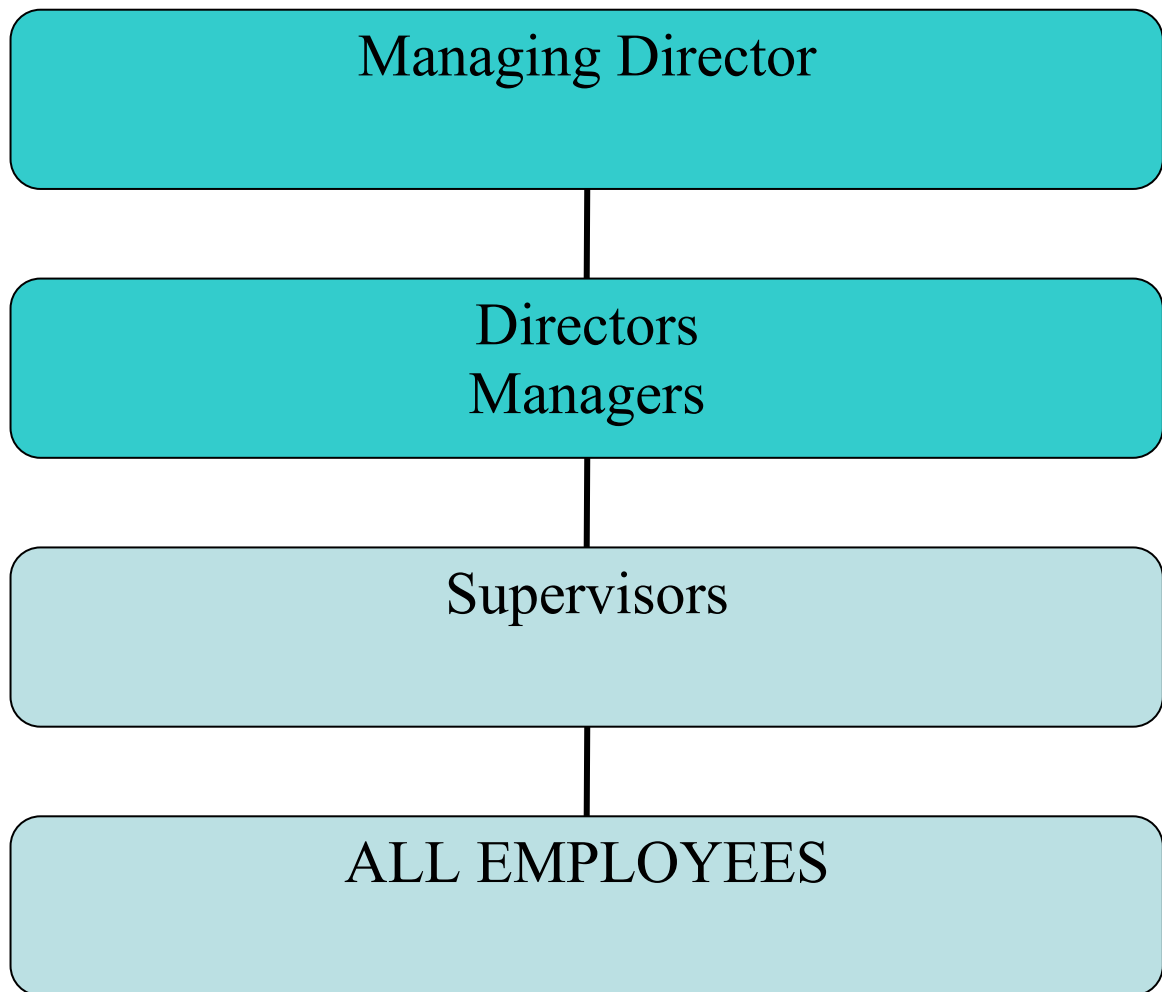 Managing Director
Directors
Managers
Supervisors
ALL EMPLOYEES